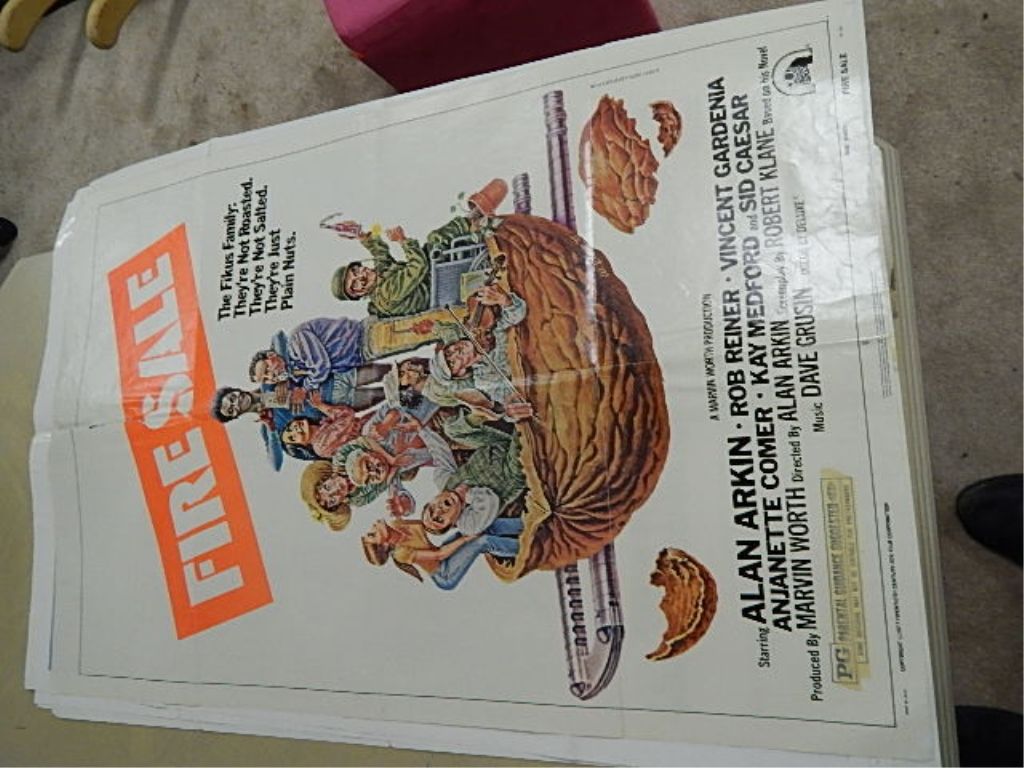 FIRE SALE
The Fikus Family:
They're Not Roasted.
They're Not Salted.
They're Just
Plain Nuts.
A MARVIN WORTH PRODUCTION
Starring ALAN ARKIN · ROB REINER · VINCENT GARDENIA
ANJANETTE COMER · KAY MEDFORD and SID CAESAR
Produced By MARVIN WORTH Directed By ALAN ARKIN Screenplay By ROBERT KLANE Based on his Novel
Music DAVE GRUSIN
PG PARENTAL GUIDANCE SUGGESTED
FIRE SALE